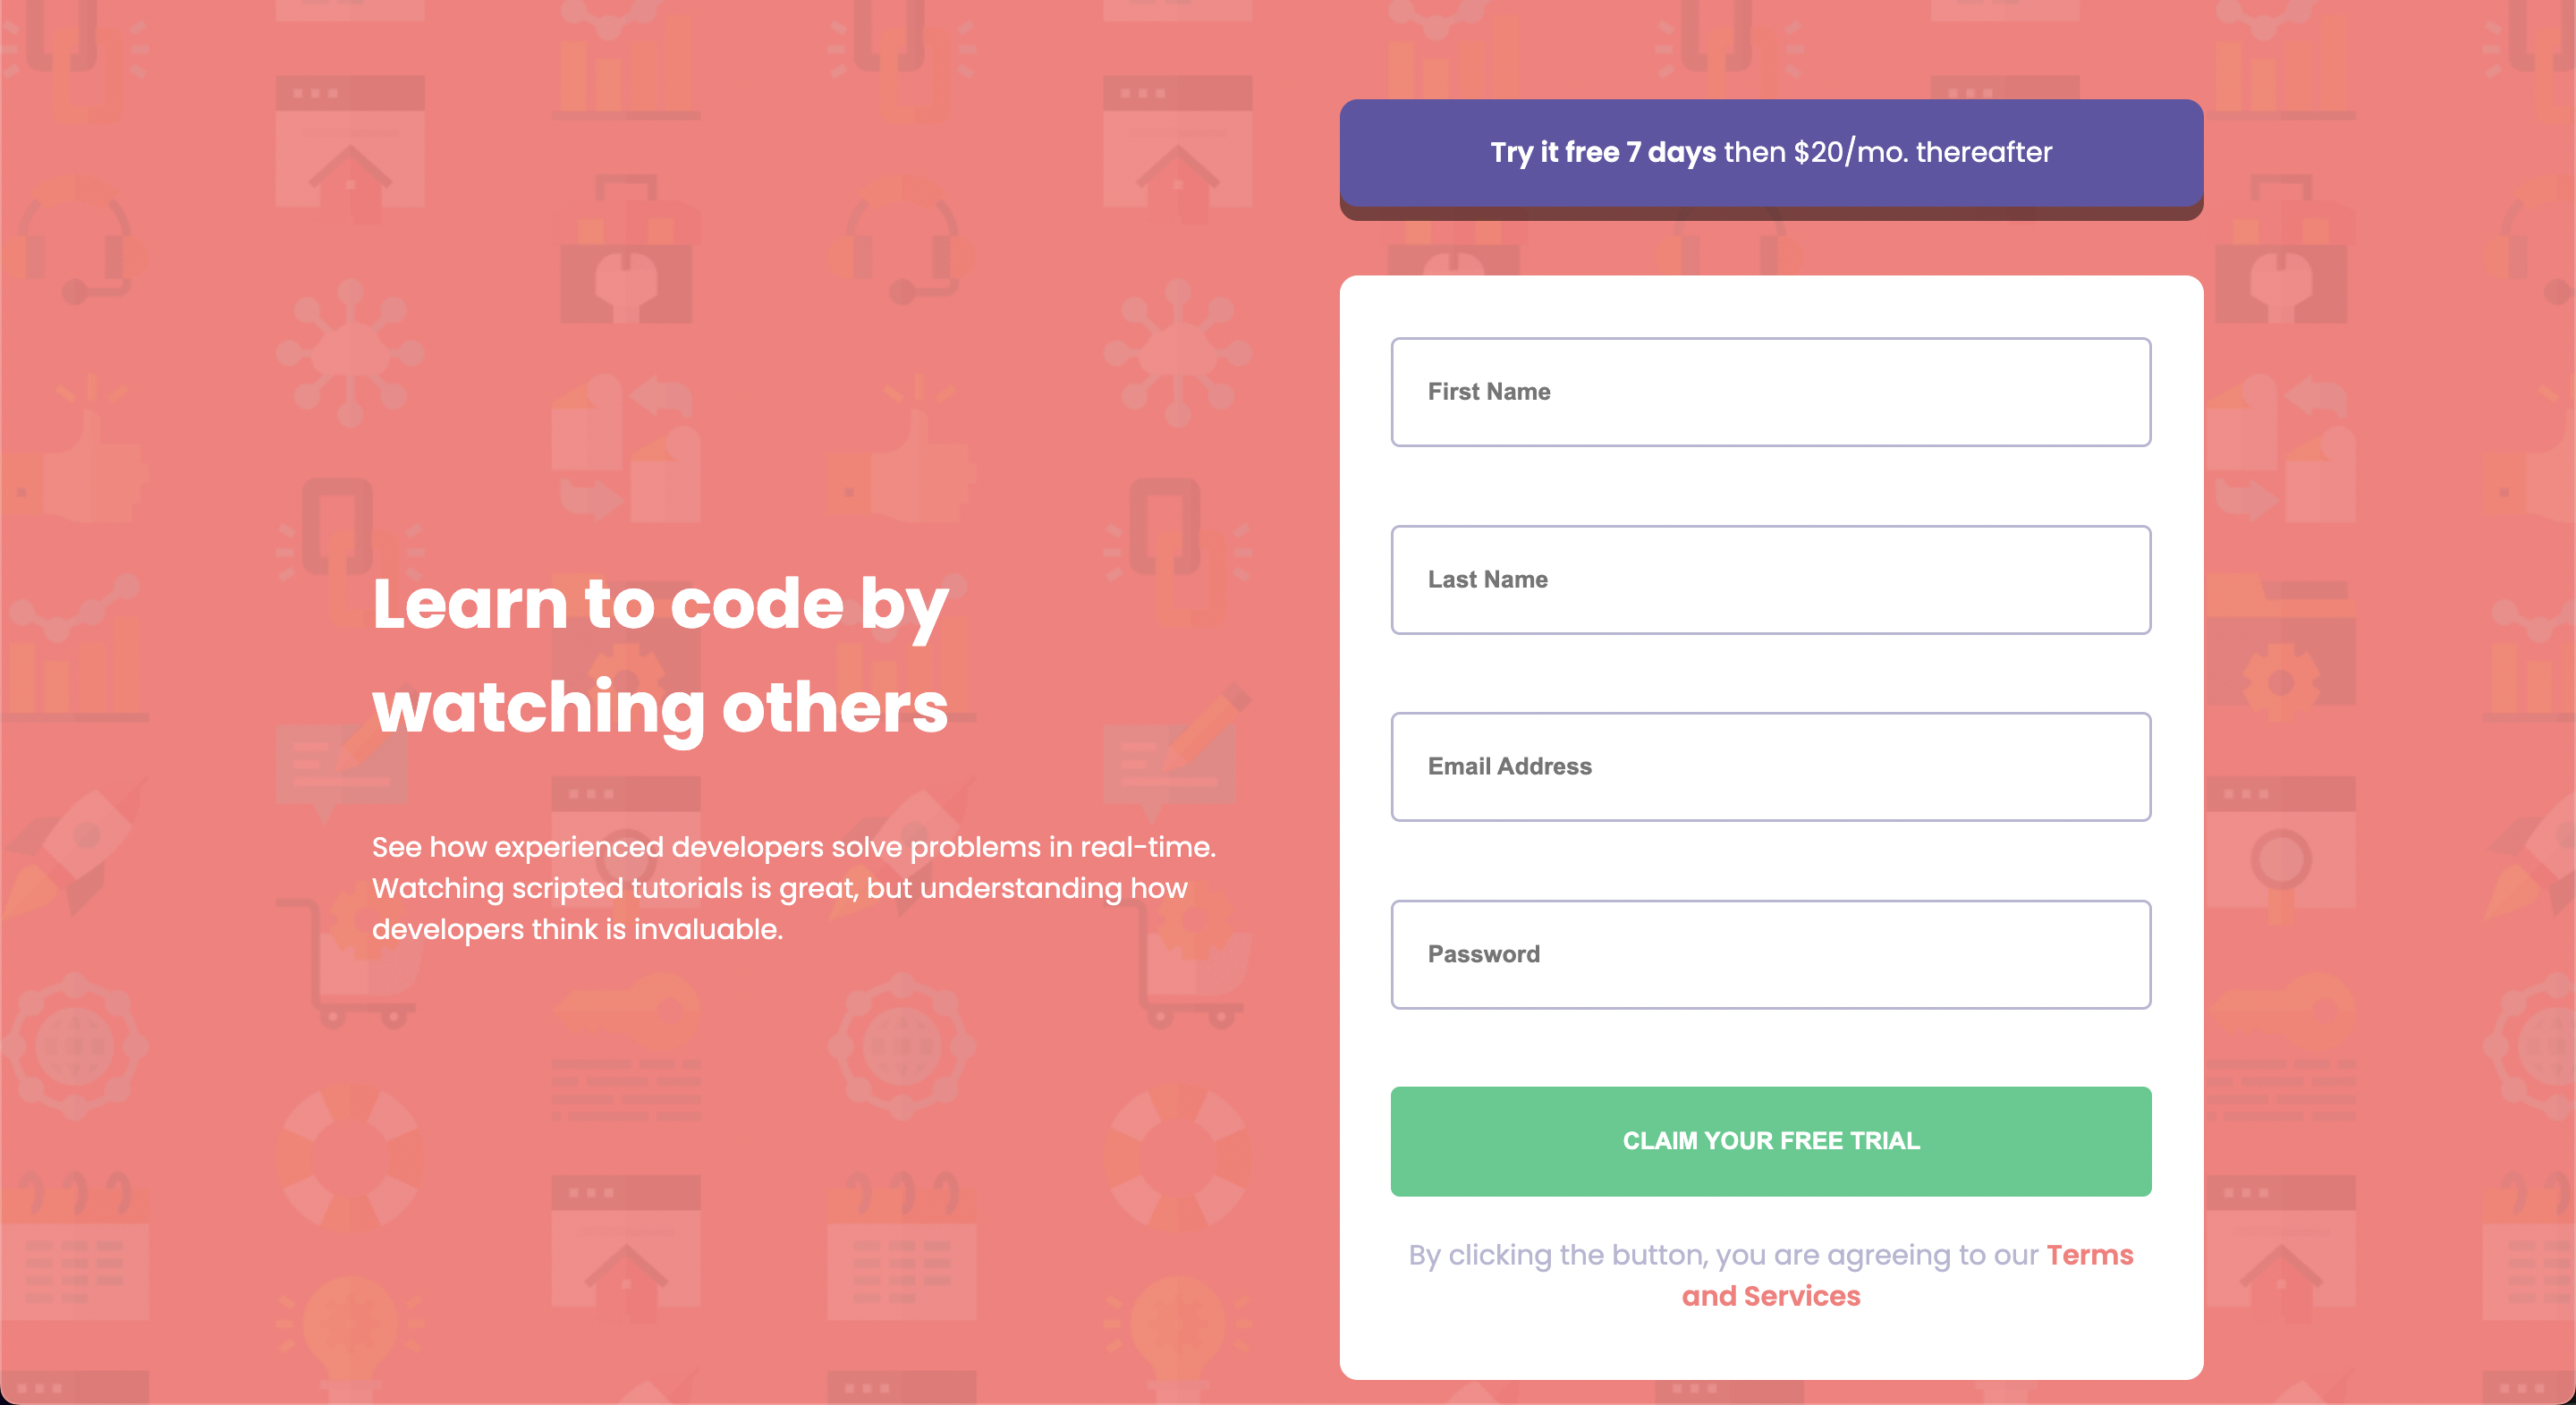 Learn to code by
watching others
See how experienced developers solve problems in real-time.
Watching scripted tutorials is great, but understanding how
developers think is invaluable.
Try it free 7 days then $20/mo. thereafter
First Name
Last Name
Email Address
Password
CLAIM YOUR FREE TRIAL
By clicking the button, you are agreeing to our Terms
and Services